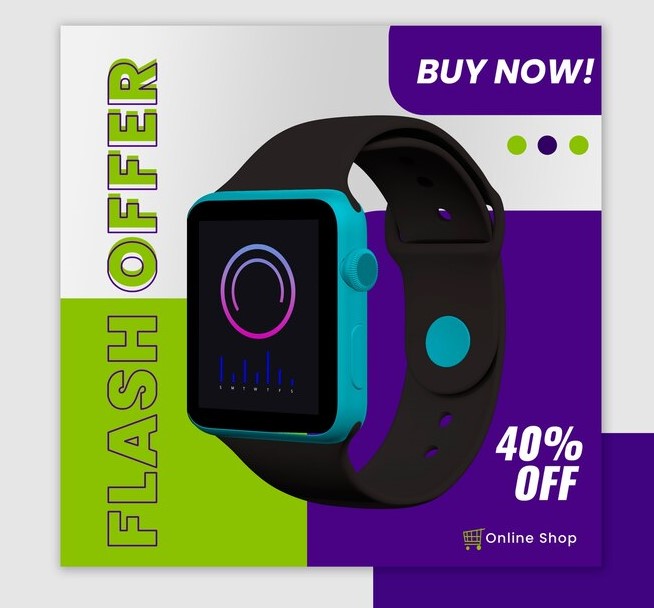 BUY NOW!
FLASH OFFER
S M T W T F S
40%
OFF
Online Shop